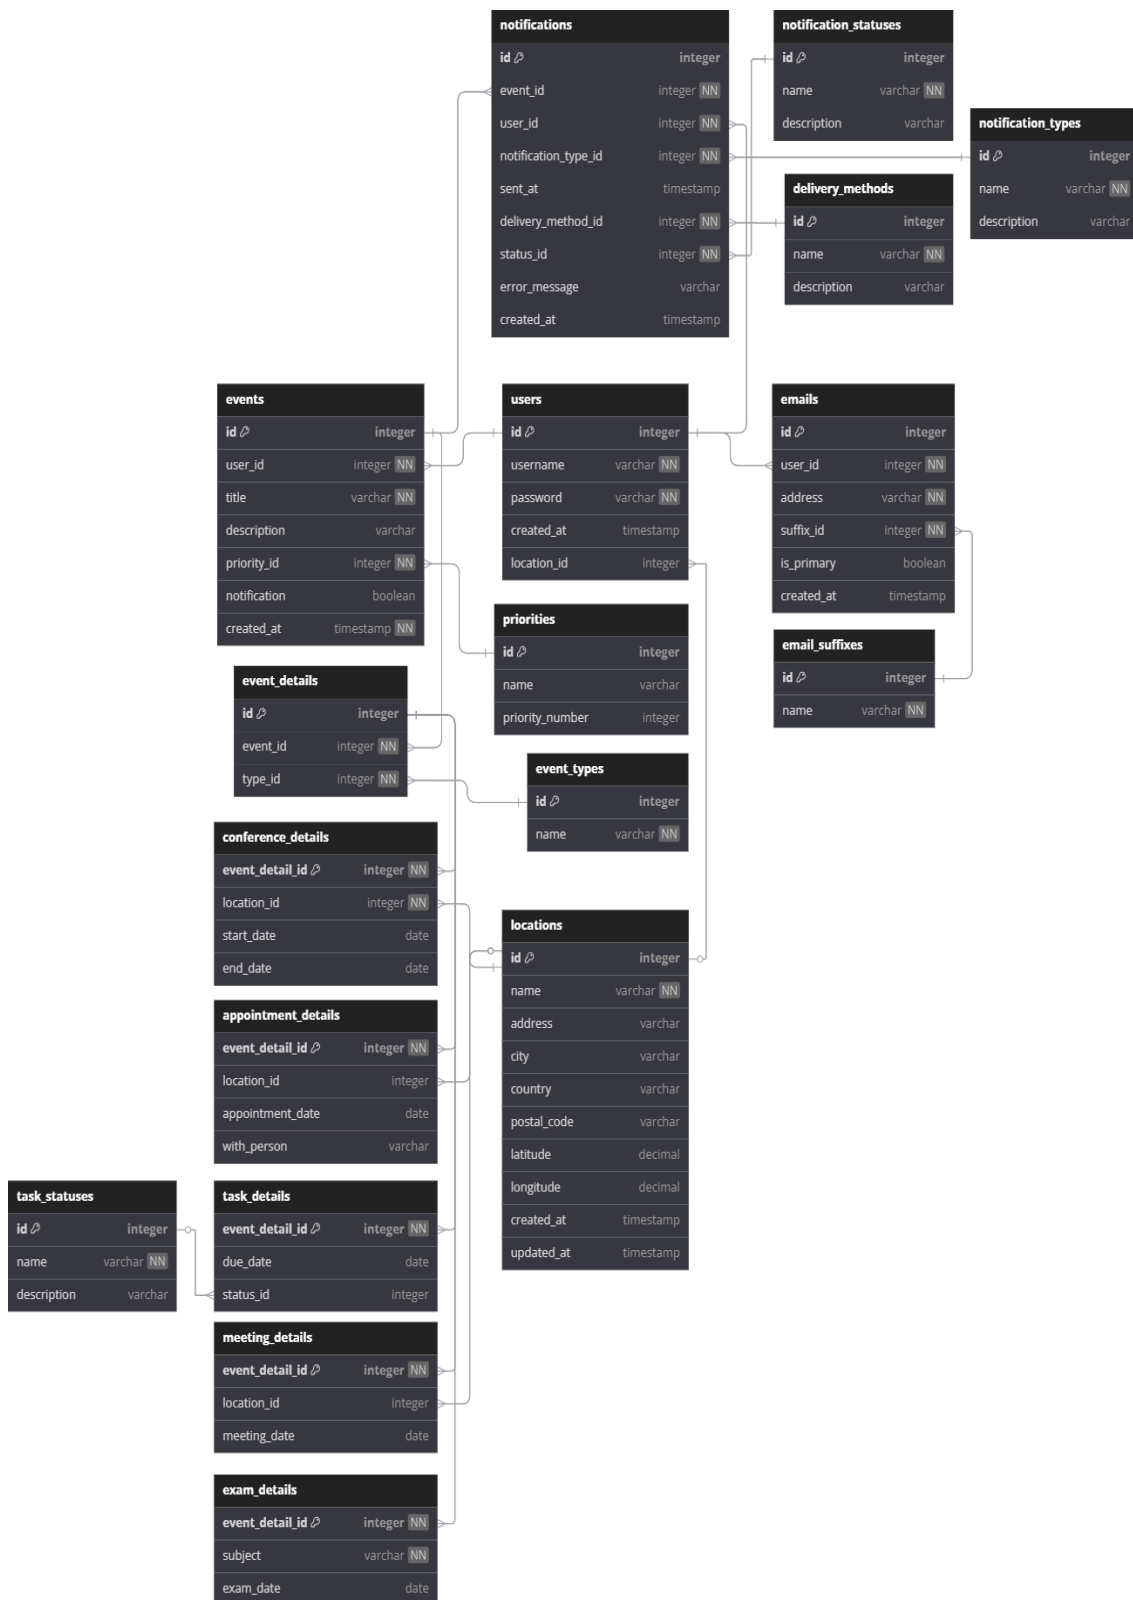 notifications
id integer
event_id integer NN
user_id integer NN
notification_type_id integer NN
sent_at timestamp
delivery_method_id integer NN
status_id integer NN
error_message varchar
created_at timestamp
notification_statuses
id integer
name varchar NN
description varchar
notification_types
id integer
name varchar NN
description varchar
delivery_methods
id integer
name varchar NN
description varchar
events
id integer
user_id integer NN
title varchar NN
description varchar
priority_id integer NN
notification boolean
created_at timestamp NN
users
id integer
username varchar NN
password varchar NN
created_at timestamp
location_id integer
emails
id integer
user_id integer NN
address varchar NN
suffix_id integer NN
is_primary boolean
created_at timestamp
priorities
id integer
name varchar
priority_number integer
email_suffixes
id integer
name varchar NN
event_details
id integer
event_id integer NN
type_id integer NN
event_types
id integer
name varchar NN
conference_details
event_detail_id integer NN
location_id integer NN
start_date date
end_date date
locations
id integer
name varchar NN
address varchar
city varchar
country varchar
postal_code varchar
latitude decimal
longitude decimal
created_at timestamp
updated_at timestamp
appointment_details
event_detail_id integer NN
location_id integer
appointment_date date
with_person varchar
task_statuses
id integer
name varchar NN
description varchar
task_details
event_detail_id integer NN
due_date date
status_id integer
meeting_details
event_detail_id integer NN
location_id integer
meeting_date date
exam_details
event_detail_id integer NN
subject varchar NN
exam_date date